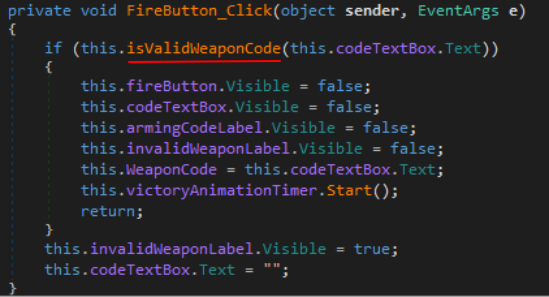 private void FireButton_Click(object sender, EventArgs e)
{
if (this.isValidWeaponCode(this.codeTextBox.Text))
{
this.fireButton.Visible = false;
this.codeTextBox.Visible = false;
this.armingCodeLabel.Visible = false;
this.invalidWeaponLabel.Visible = false;
this.WeaponCode = this.codeTextBox.Text;
this.victoryAnimationTimer.Start();
return;
}
this.invalidWeaponLabel.Visible = true;
this.codeTextBox.Text = "";
}